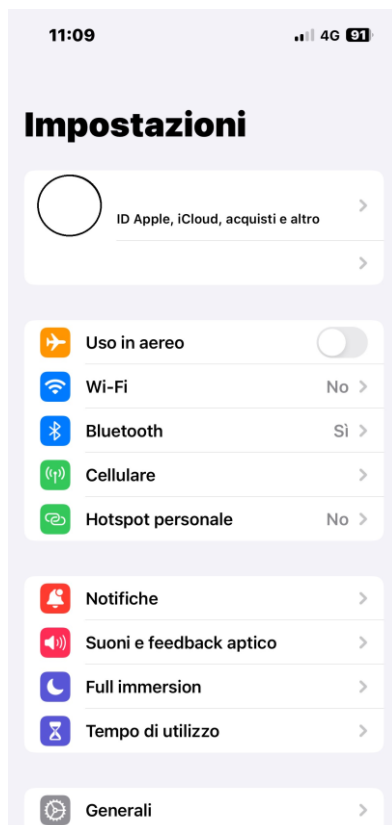 11:09 4G 91
Impostazioni
ID Apple, iCloud, acquisti e altro
Uso in aereo
Wi-Fi No
Bluetooth Sì
Cellulare
Hotspot personale No
Notifiche
Suoni e feedback aptico
Full immersion
Tempo di utilizzo
Generali